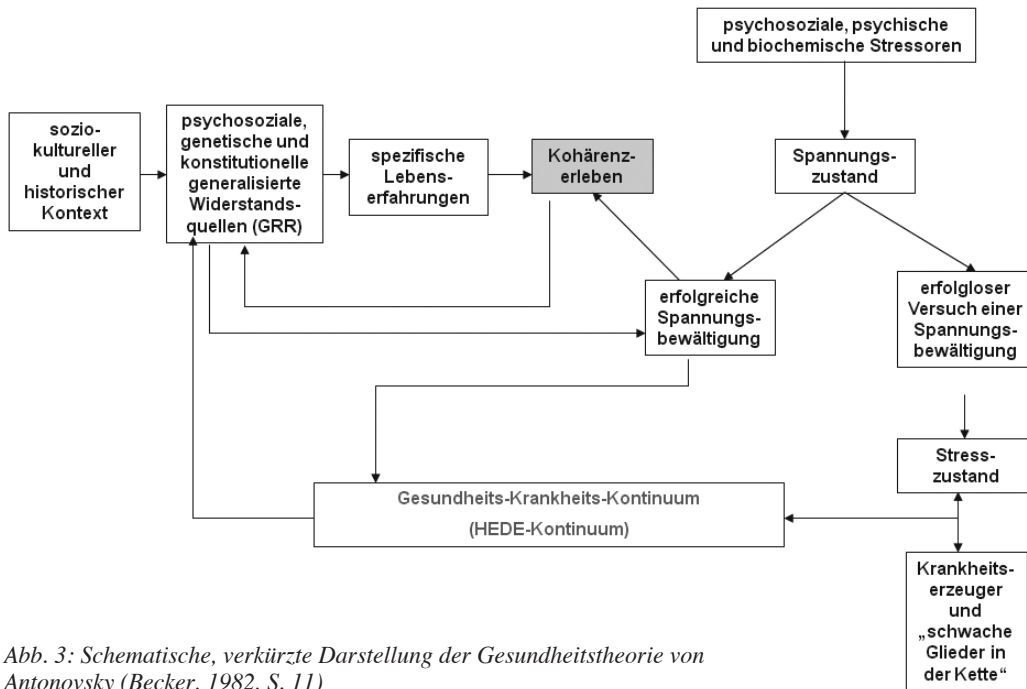 psychosoziale, psychische
und biochemische Stressoren
sozio-
kultureller
und
historischer
Kontext
psychosoziale,
genetische und
konstitutionelle
generalisierte
Widerstands-
quellen (GRR)
spezifische
Lebens-
erfahrungen
Kohärenz-
erleben
Spannungs-
zustand
erfolgreiche
Spannungs-
bewältigung
erfolgloser
Versuch einer
Spannungs-
bewältigung
Stress-
zustand
Gesundheits-Krankheits-Kontinuum
(HEDE-Kontinuum)
Krankheits-
erzeuger
und
„schwache
Glieder in
der Kette“
Abb. 3: Schematische, verkürzte Darstellung der Gesundheitstheorie von
Antonovsky (Becker, 1982, S. 11)